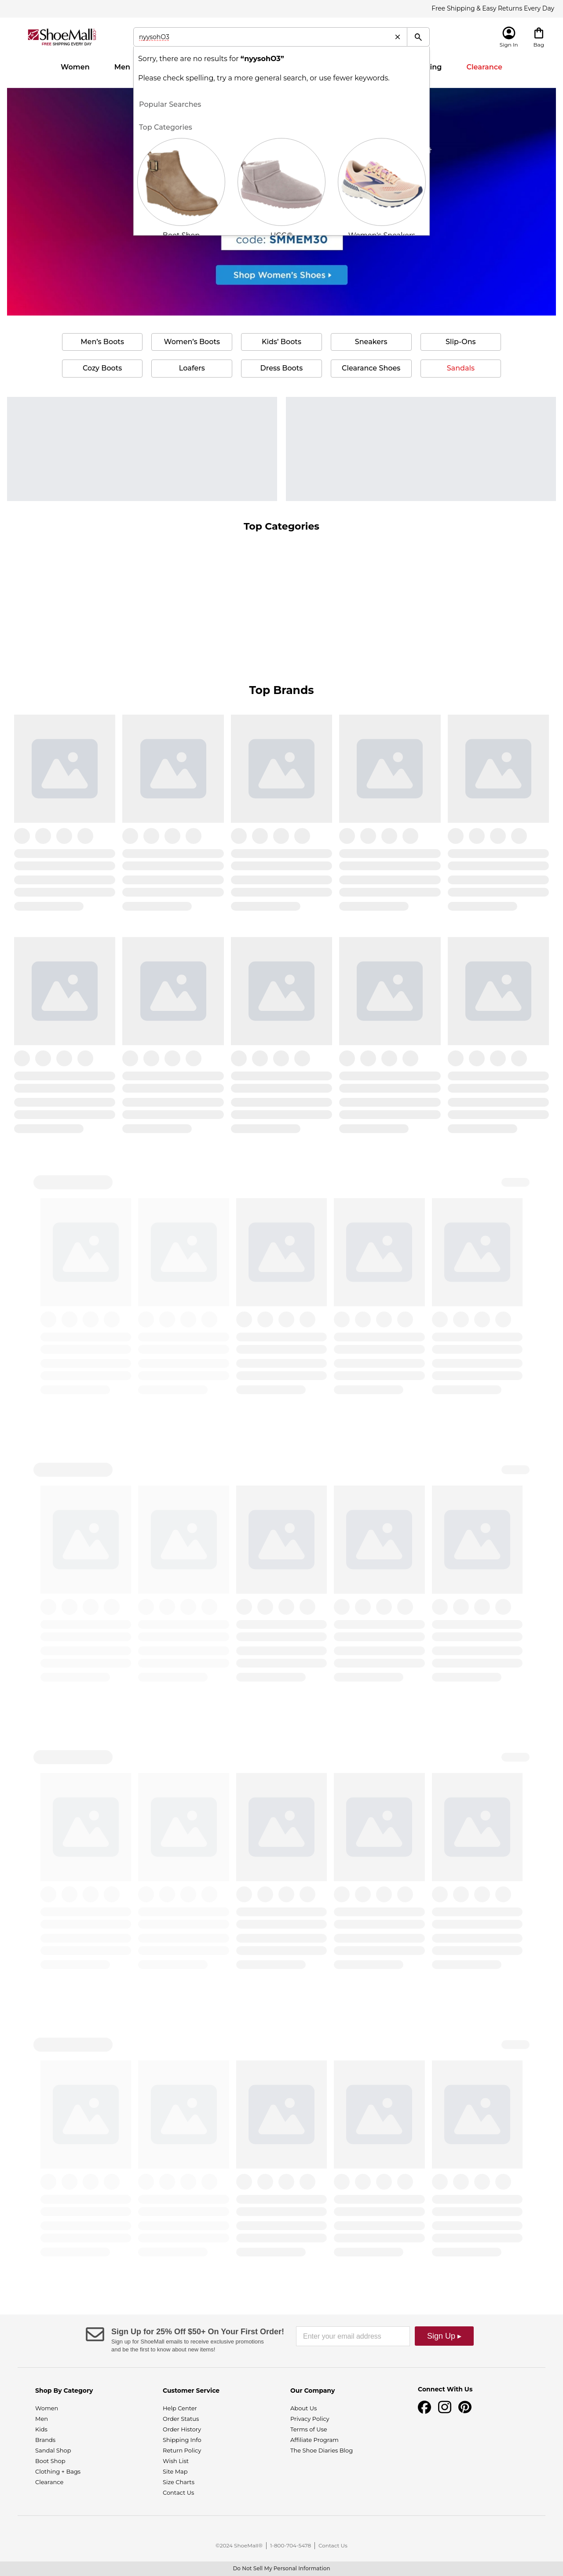 Free Shipping & Easy Returns Every Day
ShoeMall
FREE SHIPPING EVERY DAY
nyysohO3
Sign In
Bag
Women
Men
ing
Clearance
Sorry, there are no results for “nyysohO3”
Please check spelling, try a more general search, or use fewer keywords.
Popular Searches
Top Categories
code: SMMEM30
Shop Women's Shoes
Men's Boots
Women's Boots
Kids' Boots
Sneakers
Slip-Ons
Cozy Boots
Loafers
Dress Boots
Clearance Shoes
Sandals
Top Categories
Top Brands
Sign Up for 25% Off $50+ On Your First Order!
Sign up for ShoeMall emails to receive exclusive promotions
and be the first to know about new items!
Enter your email address
Sign Up ▸
Shop By Category
Women
Men
Kids
Brands
Sandal Shop
Boot Shop
Clothing + Bags
Clearance
Customer Service
Help Center
Order Status
Order History
Shipping Info
Return Policy
Wish List
Site Map
Size Charts
Contact Us
Our Company
About Us
Privacy Policy
Terms of Use
Affiliate Program
The Shoe Diaries Blog
Connect With Us
©2024 ShoeMall® | 1-800-704-5478 | Contact Us
Do Not Sell My Personal Information